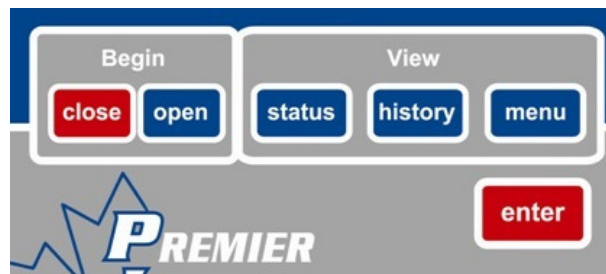 Begin
View
close open status history menu
enter
PREMIER